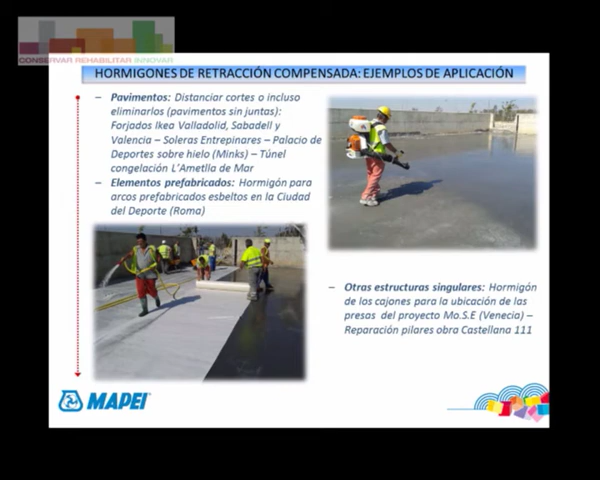 CONSERVAR REHABILITAR INNOVAR
HORMIGONES DE RETRACCIÓN COMPENSADA: EJEMPLOS DE APLICACIÓN
– Pavimentos: Distanciar cortes o incluso
eliminarlos (pavimentos sin juntas):
Forjados Ikea Valladolid, Sabadell y
Valencia – Soleras Entrepinares – Palacio de
Deportes sobre hielo (Minks) – Túnel
congelación L'Ametlla de Mar
– Elementos prefabricados: Hormigón para
arcos prefabricados esbeltos en la Ciudad
del Deporte (Roma)
– Otras estructuras singulares: Hormigón
de los cajones para la ubicación de las
presas del proyecto Mo.S.E (Venecia) –
Reparación pilares obra Castellana 111
MAPEI